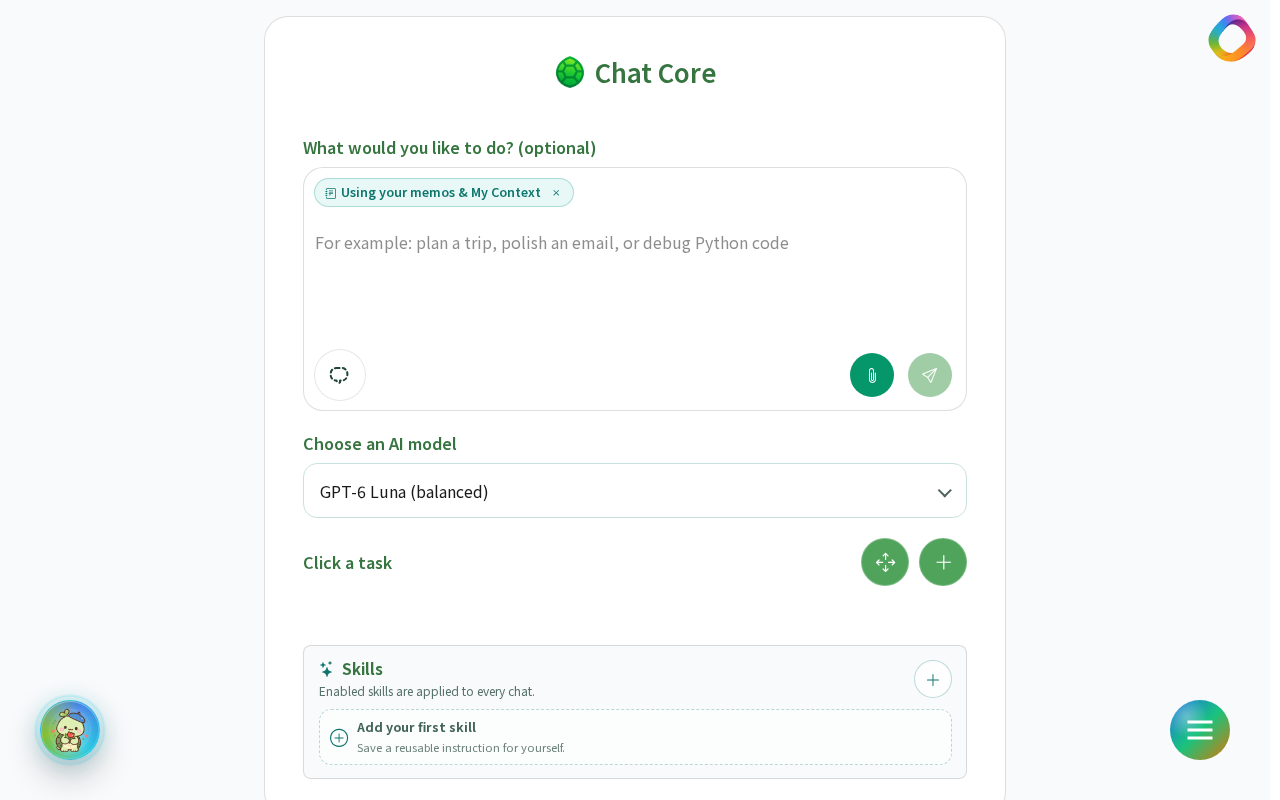 Chat Core
What would you like to do? (optional)
Using your memos & My Context ×
For example: plan a trip, polish an email, or debug Python code
Choose an AI model
GPT-6 Luna (balanced)
Click a task
Skills
Enabled skills are applied to every chat.
Add your first skill
Save a reusable instruction for yourself.